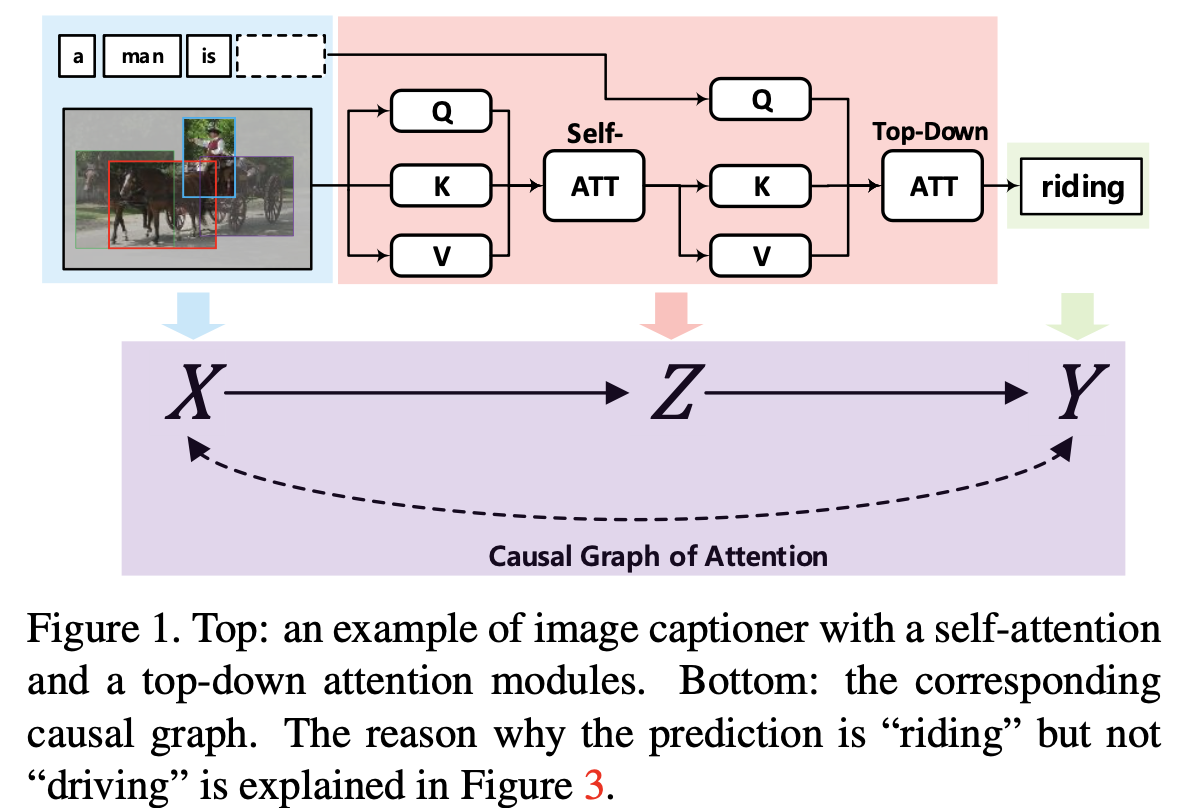 a man is
Q
K
V
Self-
ATT
Q
K
V
Top-Down
ATT
riding
X
Z
Y
Causal Graph of Attention
Figure 1. Top: an example of image captioner with a self-attention
and a top-down attention modules. Bottom: the corresponding
causal graph. The reason why the prediction is “riding” but not
“driving” is explained in Figure 3.